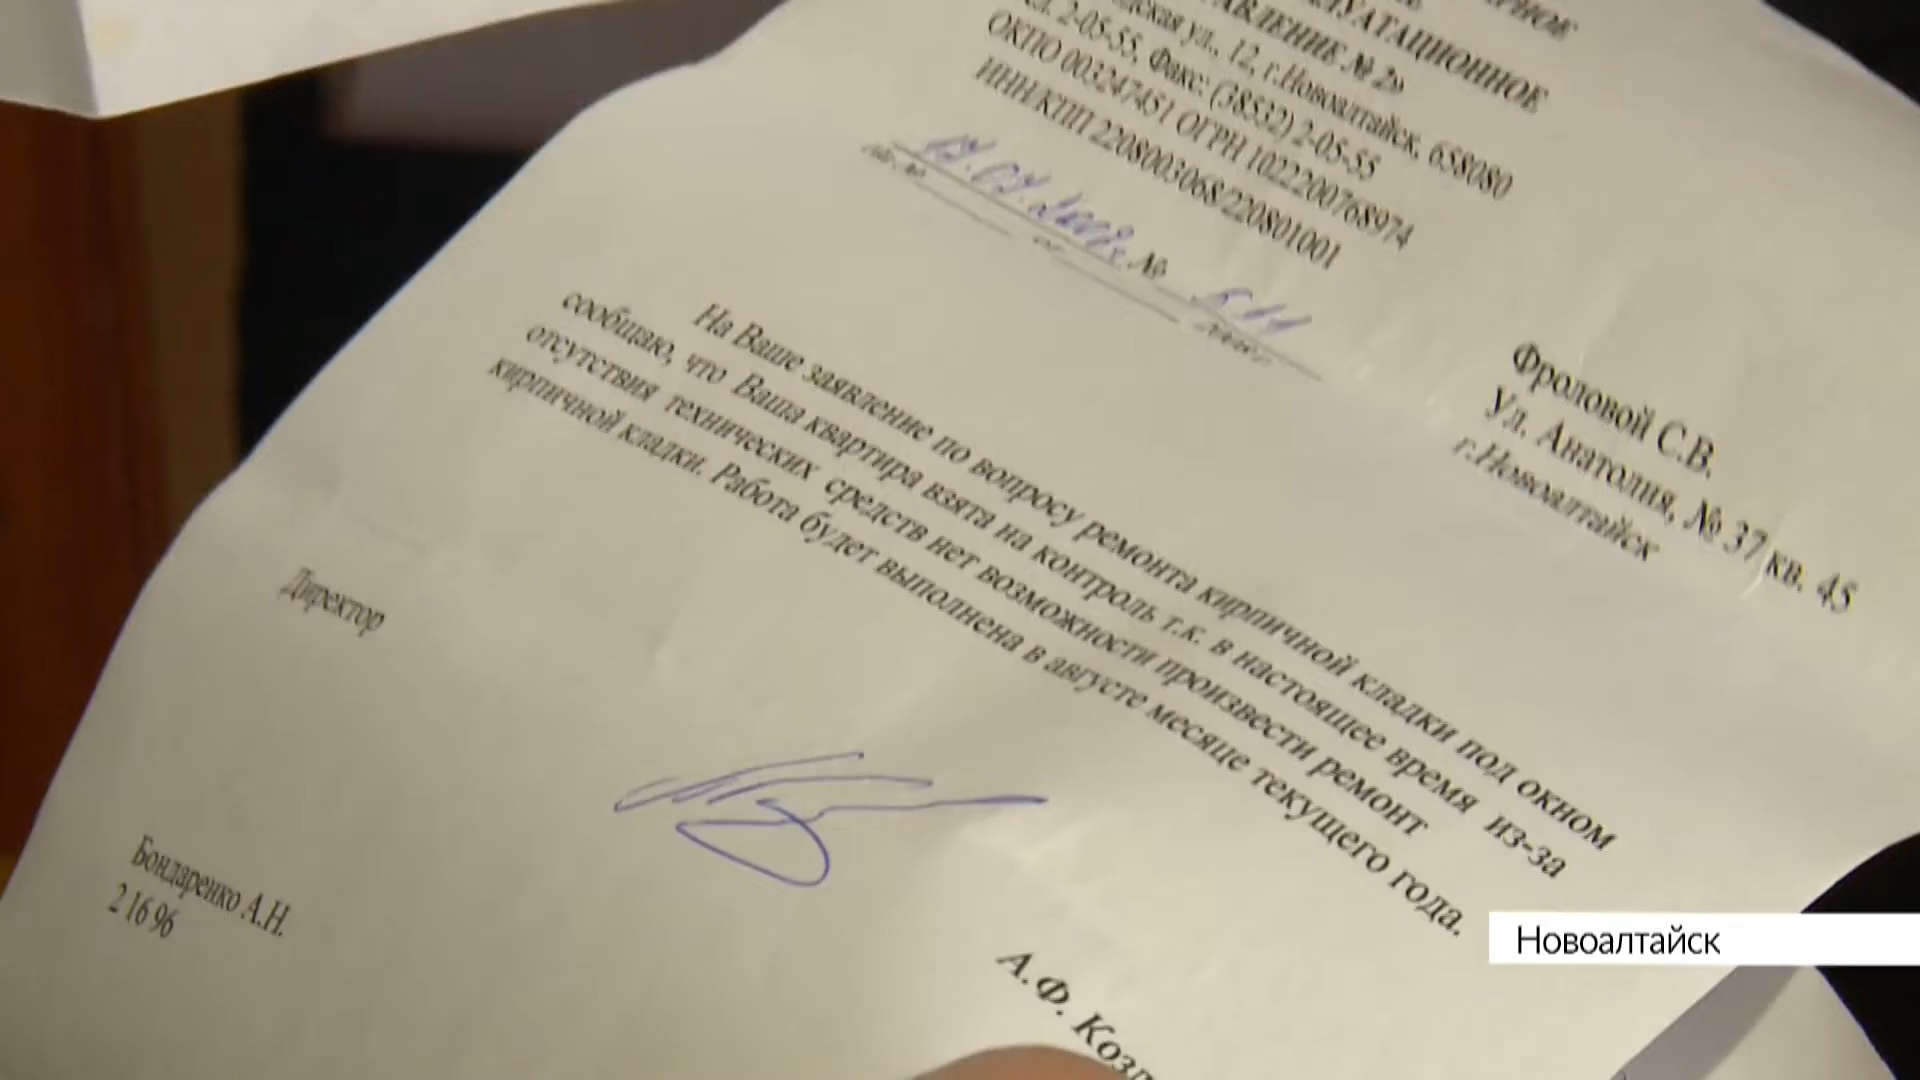 УПРАВЛЕНИЕ № 2»
ул., 12, г.Новоалтайск, 658080
2-05-55, Факс: (38532) 2-05-55
ОКПО 003247451 ОГРН 1022200768974
ИНН/КПП 2208003068/220801001
№
от
Фроловой С.В.
Ул. Анатолия, № 37 кв. 45
г.Новоалтайск
На Ваше заявление по вопросу ремонта кирпичной кладки под окном
сообщаю, что Ваша квартира взята на контроль т.к. в настоящее время из-за
отсутствия технических средств нет возможности произвести ремонт
кирпичной кладки. Работа будет выполнена в августе месяце текущего года.
Директор
А.Ф.
Бондаренко А.Н.
2 16 96
Новоалтайск